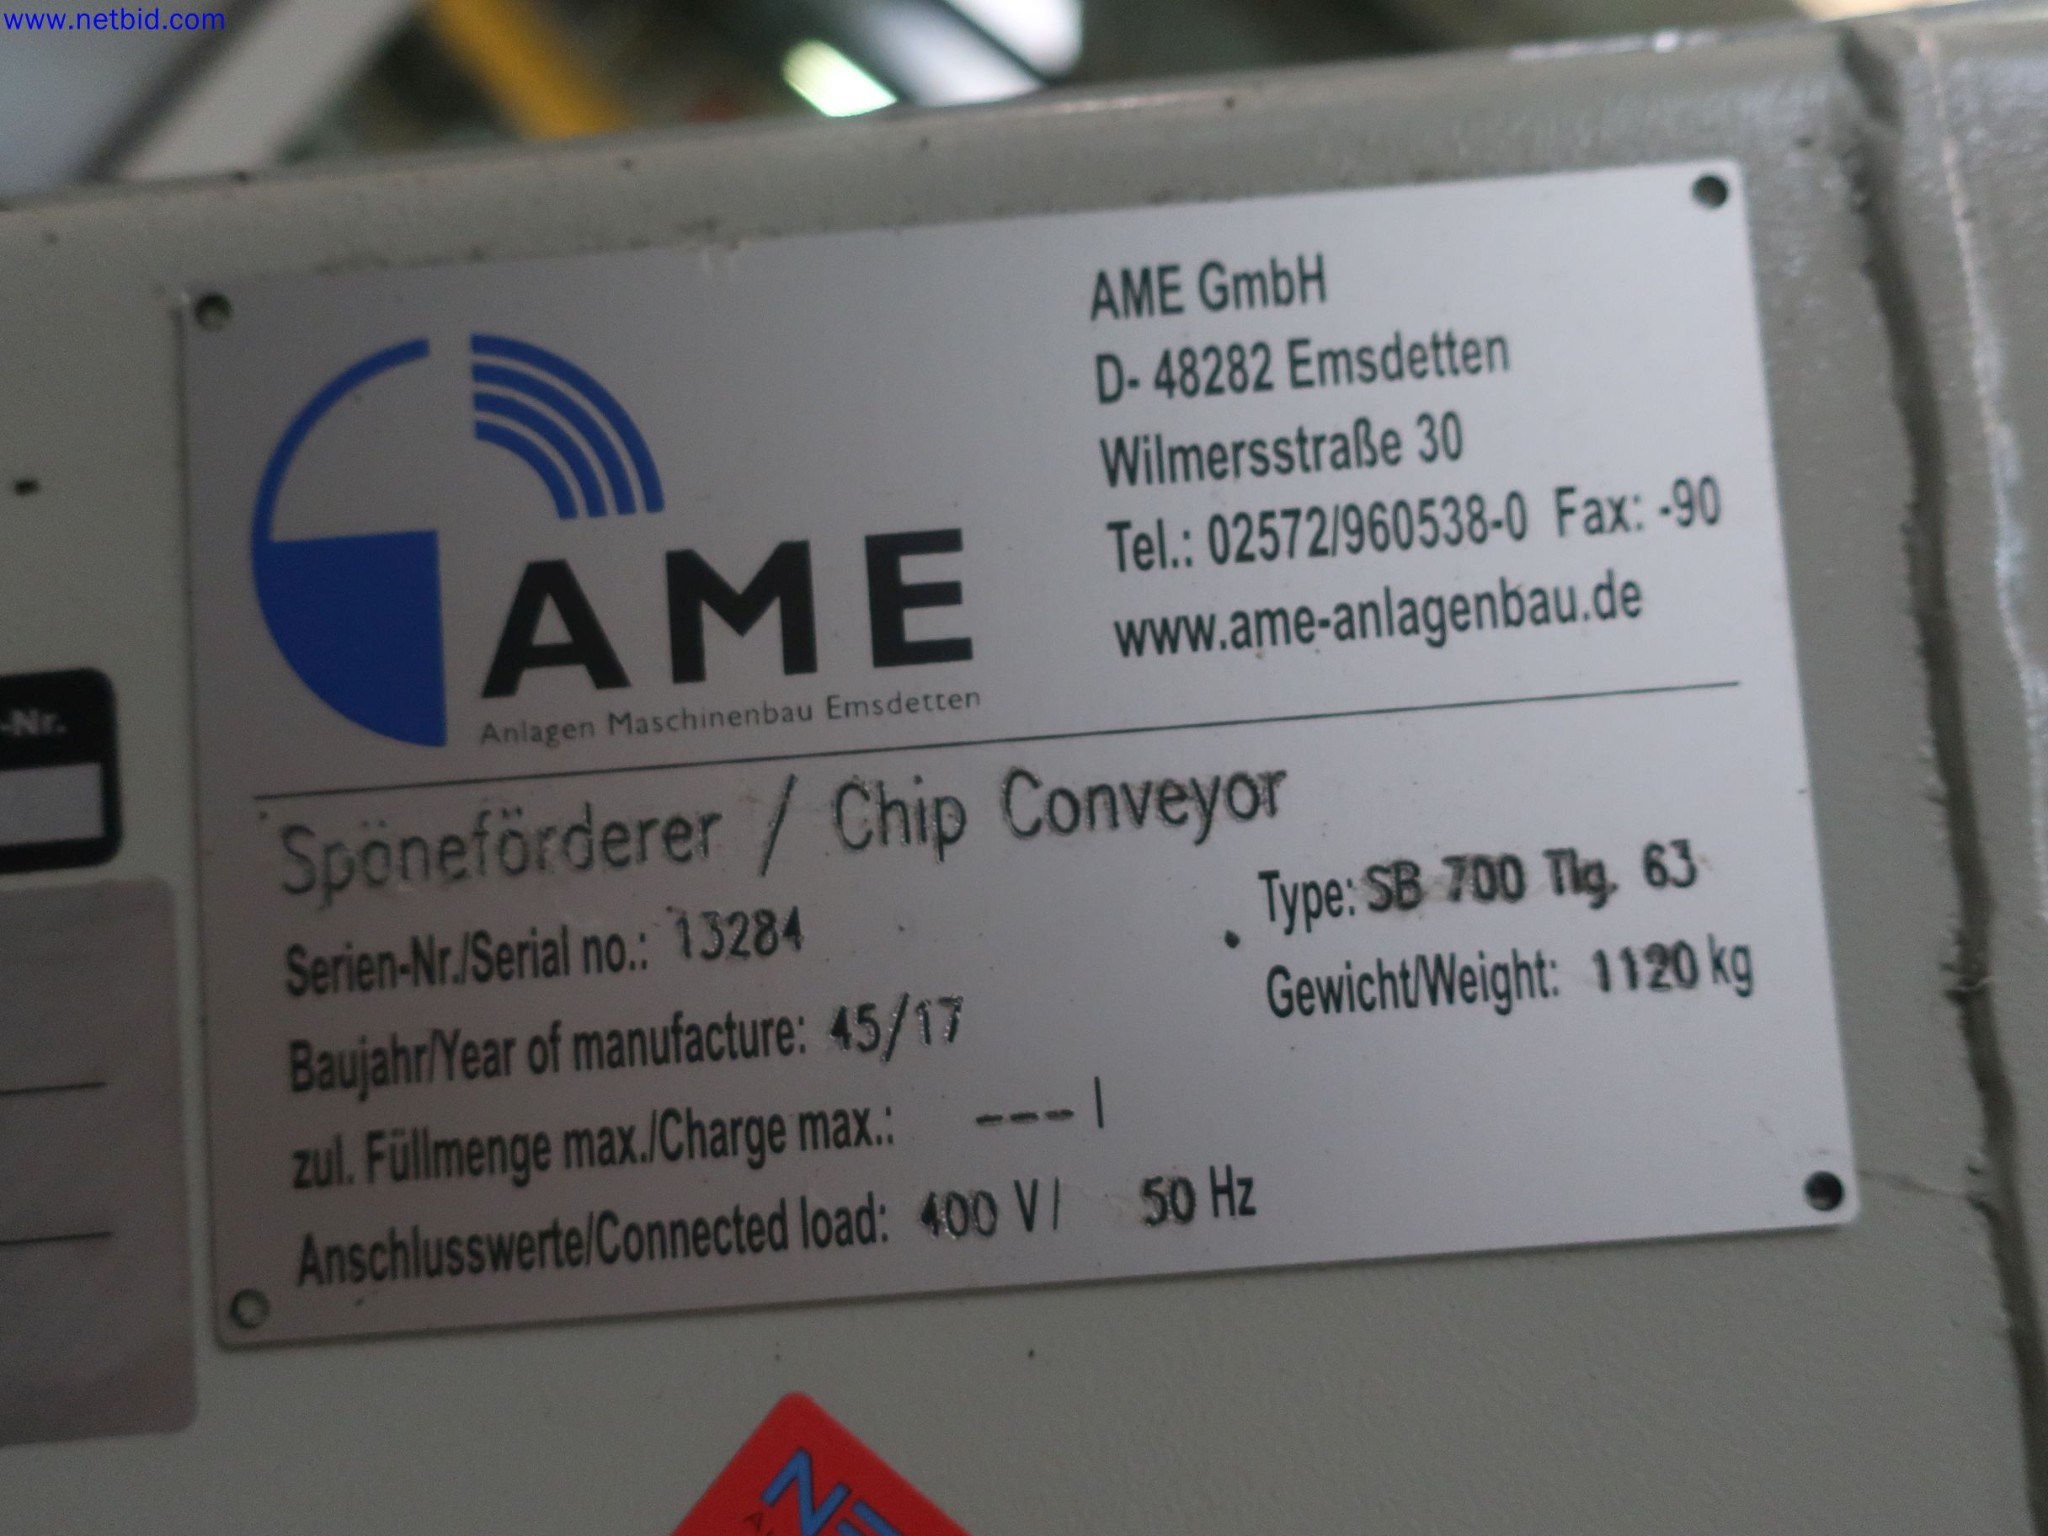 www.netbid.com
AME GmbH
D- 48282 Emsdetten
Wilmersstraße 30
Tel.: 02572/960538-0 Fax: -90
www.ame-anlagenbau.de
AME
Anlagen Maschinenbau Emsdetten
Späneförderer / Chip Conveyor
Serien-Nr./Serial no.: 13284
Type: SB 700 Tlg. 63
Baujahr/Year of manufacture: 45/17
Gewicht/Weight: 1120 kg
zul. Füllmenge max./Charge max.: --- l
Anschlusswerte/Connected load: 400 V/ 50 Hz
-Nr.